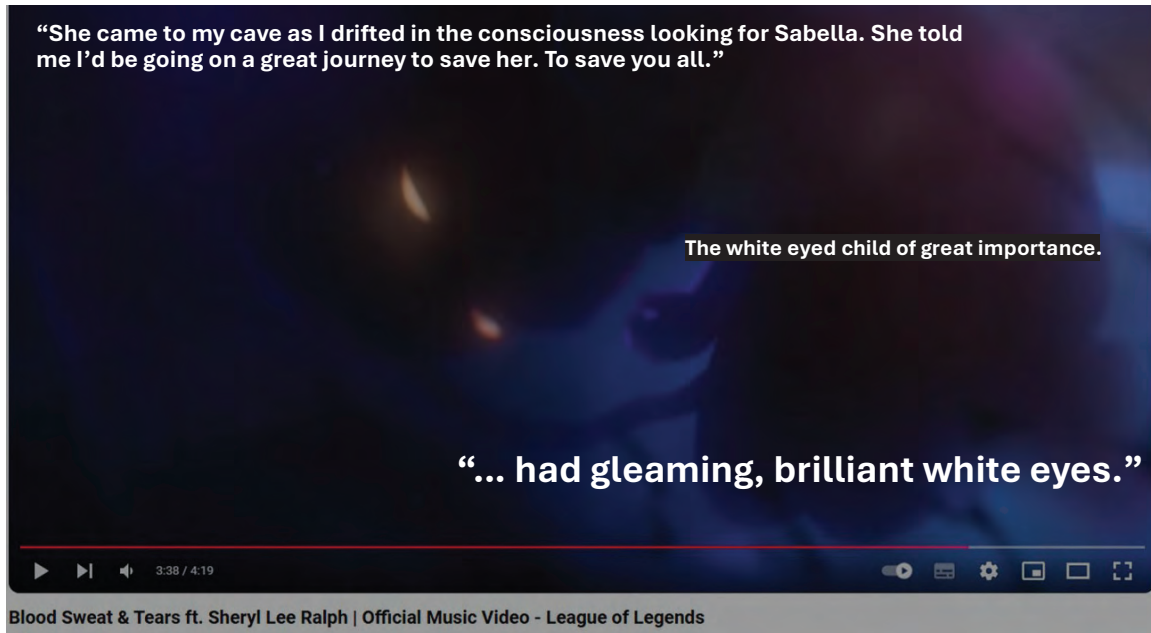 “She came to my cave as I drifted in the consciousness looking for Sabella. She told
me I’d be going on a great journey to save her. To save you all.”
The white eyed child of great importance.
“... had gleaming, brilliant white eyes.”
3:38 / 4:19
Blood Sweat & Tears ft. Sheryl Lee Ralph | Official Music Video - League of Legends